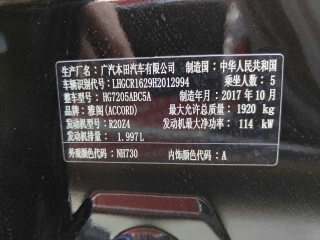 生产厂名：广汽本田汽车有限公司 制造国：中华人民共和国
车辆识别代号：LHGCR1629H2012994 乘坐人数：5
整车型号：HG7205ABC5A 制造年月：2017年10月
品牌：雅阁(ACCORD) 最大允许总质量：1920 kg
发动机型号：R20Z4 发动机最大净功率：114 kW
发动机排量：1.997L
外观颜色代码：NH730 内饰颜色代码：A